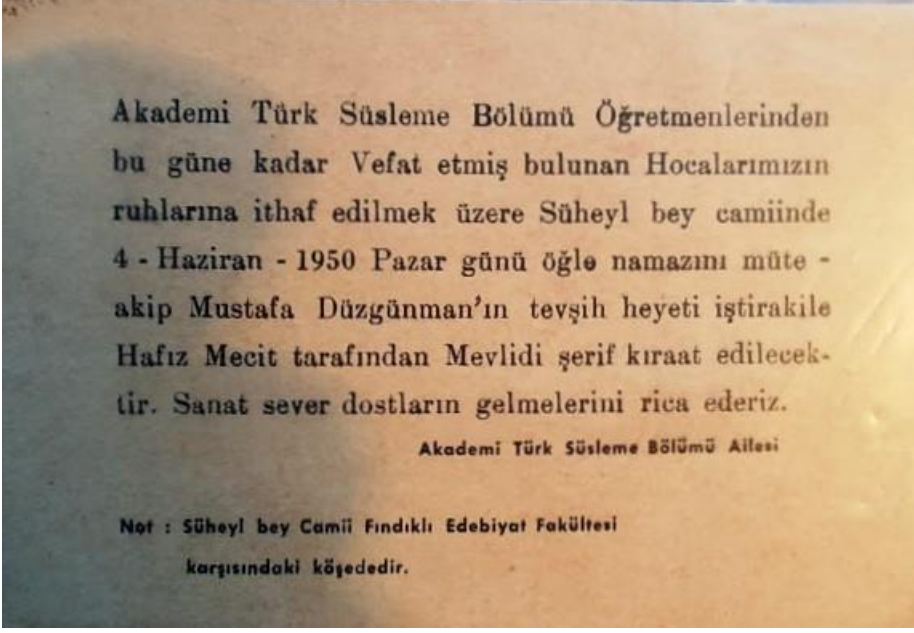 Akademi Türk Süsleme Bölümü Öğretmenlerinden
bu güne kadar Vefat etmiş bulunan Hocalarımızın
ruhlarına ithaf edilmek üzere Süheyl bey camiinde
4 - Haziran - 1950 Pazar günü öğle namazını müte -
akip Mustafa Düzgünman'ın tevşih heyeti iştirakile
Hafız Mecit tarafından Mevlidi şerif kıraat edilecek-
tir. Sanat sever dostların gelmelerini rica ederiz.
Akademi Türk Süsleme Bölümü Ailesi
Not : Süheyl bey Camii Fındıklı Edebiyat Fakültesi
karşısındaki köşededir.